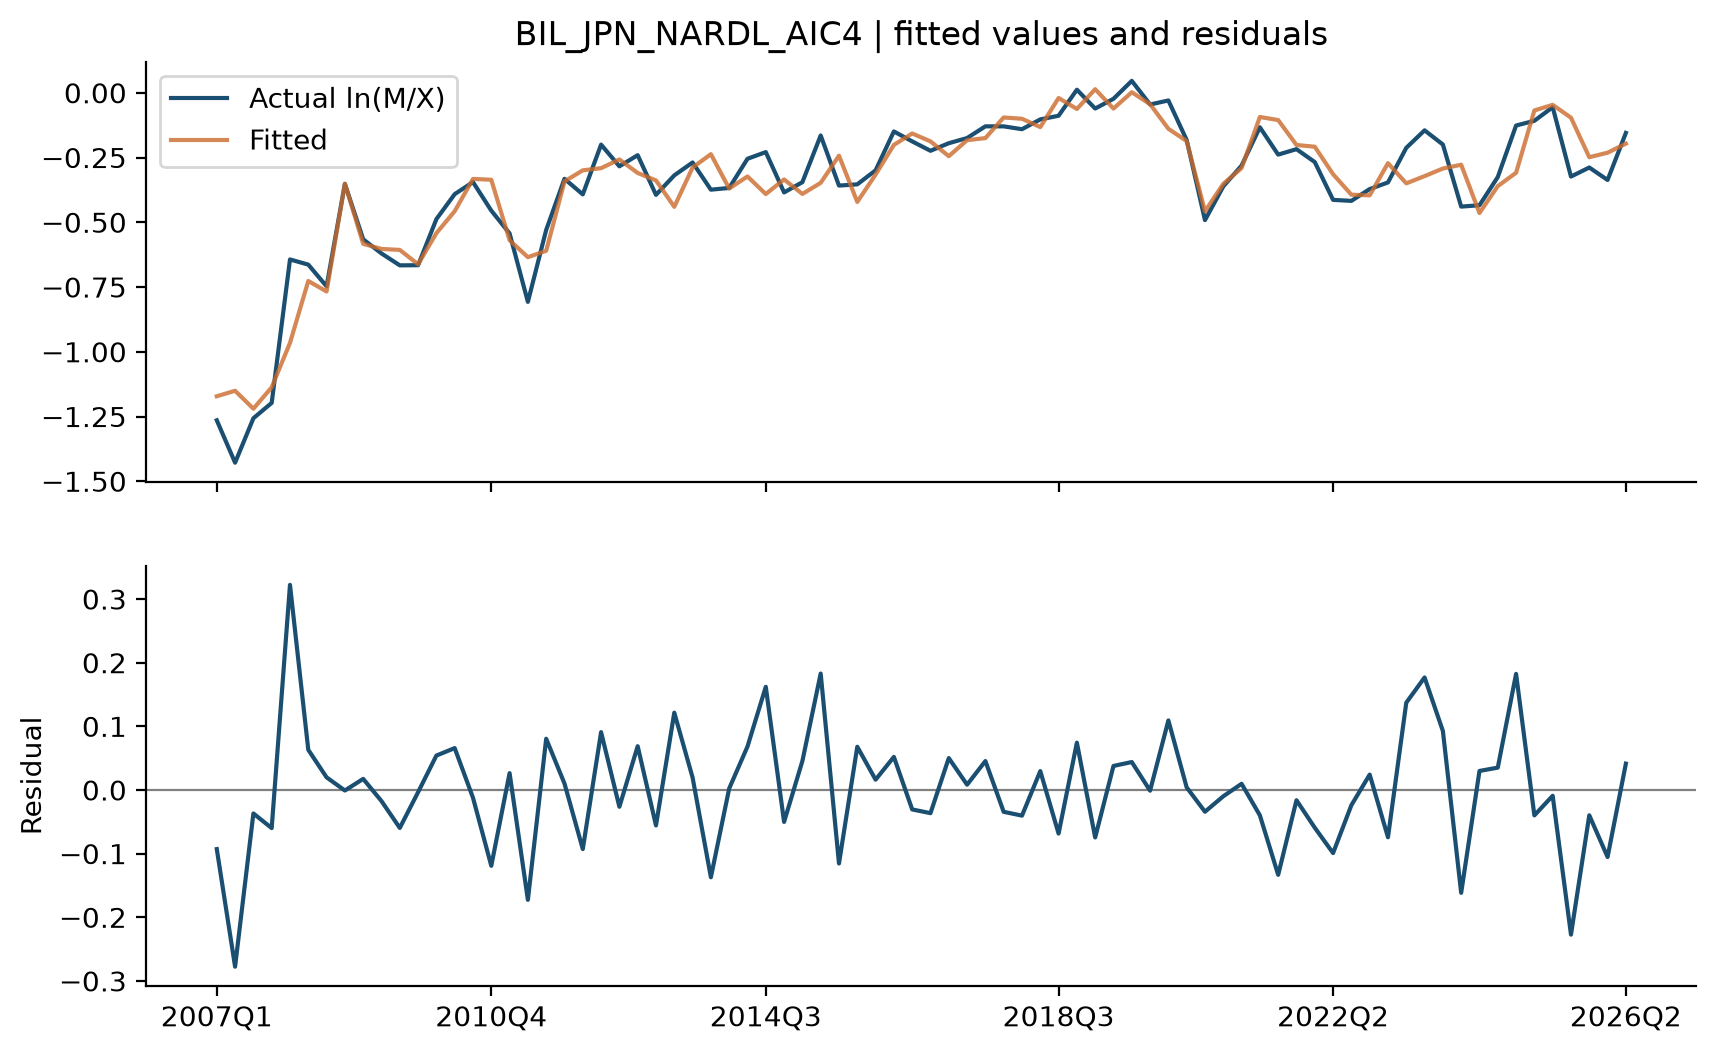 BIL_JPN_NARDL_AIC4 | fitted values and residuals
Actual ln(M/X)
Fitted
0.00
−0.25
−0.50
−0.75
−1.00
−1.25
−1.50
Residual
0.3
0.2
0.1
0.0
−0.1
−0.2
−0.3
2007Q1 2010Q4 2014Q3 2018Q3 2022Q2 2026Q2